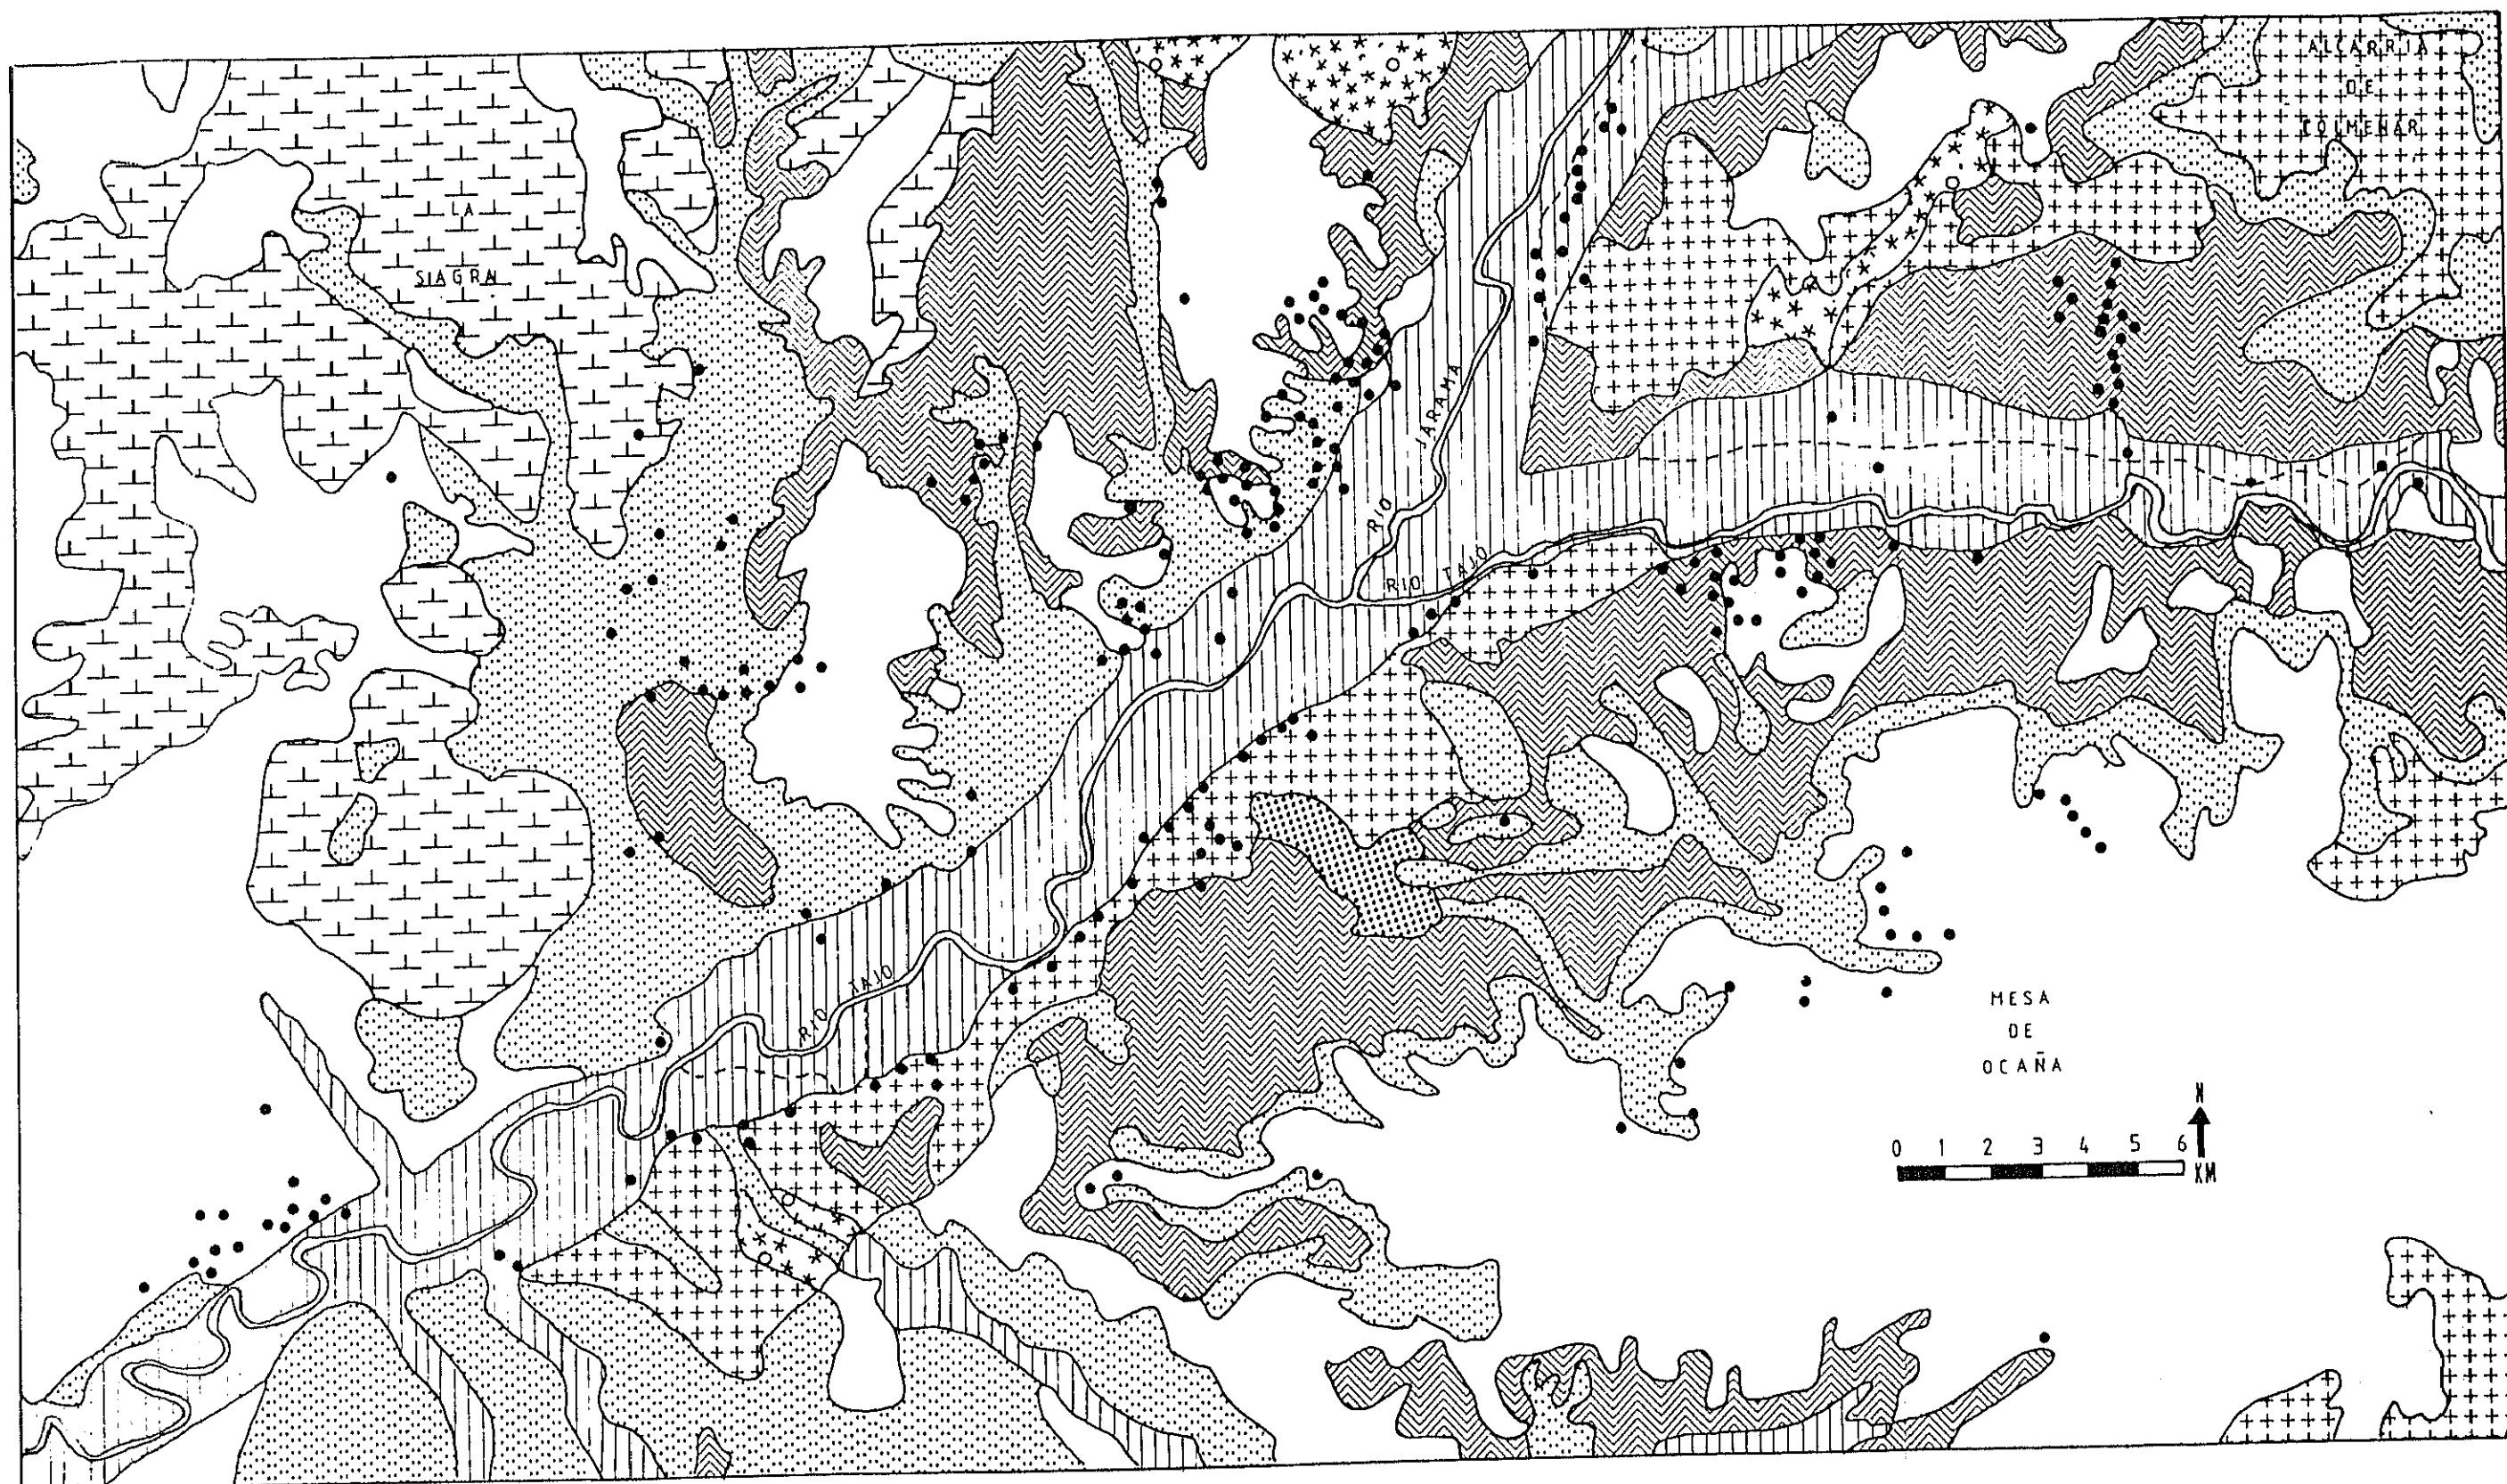 ALCARRIA
DE
COLMENAR
LA
SIAGRA
RIO JARAMA
RIO TAJO
RIO TAJO
MESA
DE
OCAÑA
N
0 1 2 3 4 5 6
KM